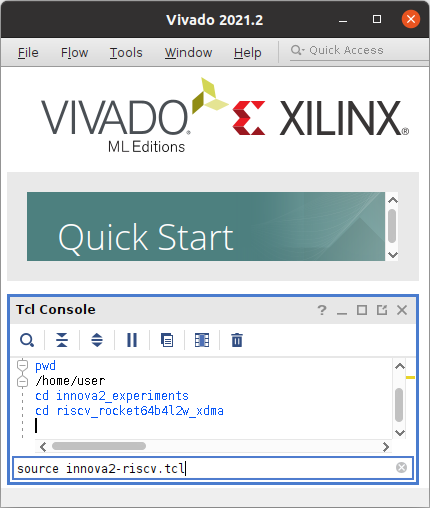 Vivado 2021.2
File Flow Tools Window Help Quick Access
VIVADO. XILINX®
ML Editions
Quick Start
Tcl Console
pwd
/home/user
cd innova2_experiments
cd riscv_rocket64b4l2w_xdma
source innova2-riscv.tcl